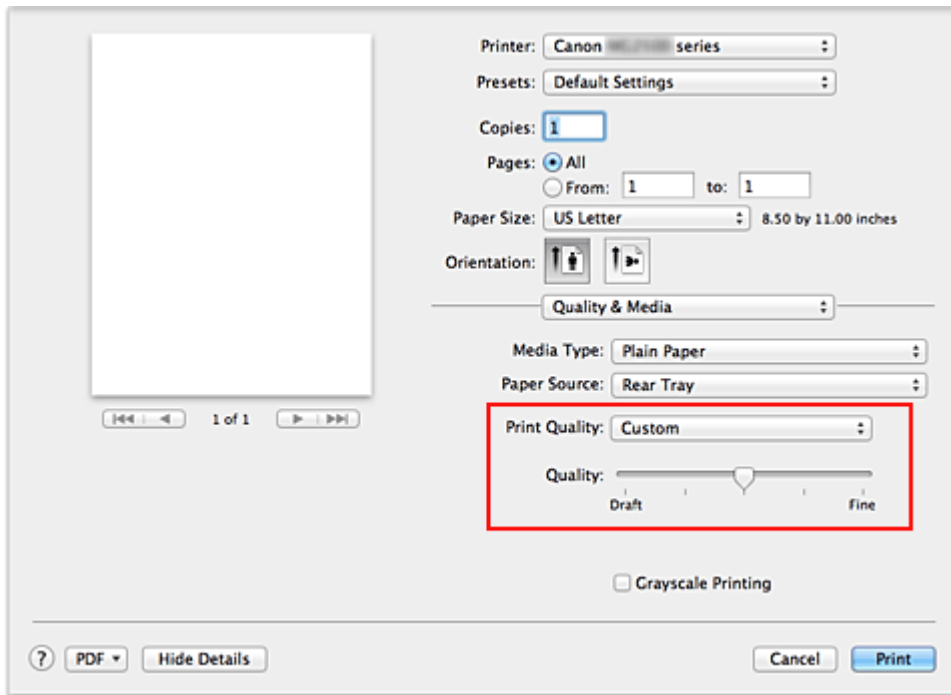 Printer: Canon series
Presets: Default Settings
Copies: 1
Pages: All
From: 1 to: 1
Paper Size: US Letter 8.50 by 11.00 inches
Orientation:
Quality & Media
Media Type: Plain Paper
Paper Source: Rear Tray
1 of 1
Print Quality: Custom
Quality:
Draft Fine
Grayscale Printing
? PDF Hide Details Cancel Print